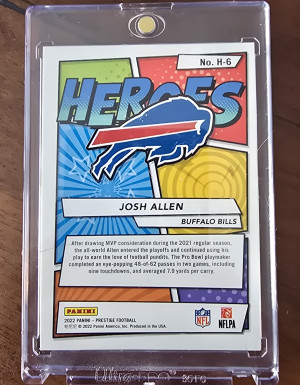 No. H-6
HEROES
JOSH ALLEN
BUFFALO BILLS
After drawing MVP consideration during the 2021 regular season,
the all-world Allen entered the playoffs and continued using his
play to earn the love of football pundits. The Pro Bowl playmaker
completed an eye-popping 48-of-62 passes in two games, including
nine touchdowns, and averaged 7.9 yards per carry.
PANINI
2022 PANINI - PRESTIGE FOOTBALL
© 2022 Panini America, Inc. Produced in the USA.
NFL
NFLPA